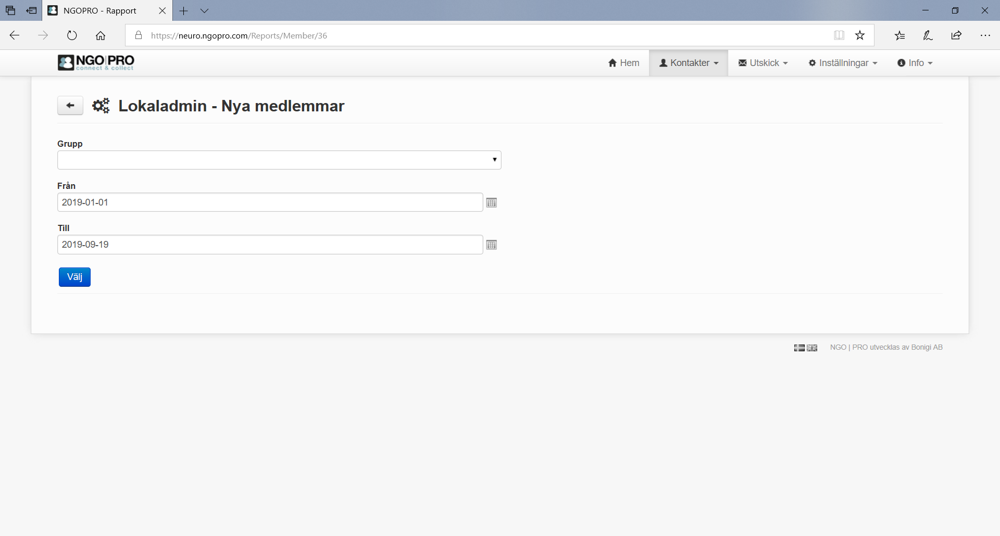 NGOPRO - Rapport
https://neuro.ngopro.com/Reports/Member/36
NGO|PRO
connect & collect
Hem
Kontakter
Utskick
Inställningar
Info
Lokaladmin - Nya medlemmar
Grupp
Från
2019-01-01
Till
2019-09-19
Välj
NGO | PRO utvecklas av Bonigi AB